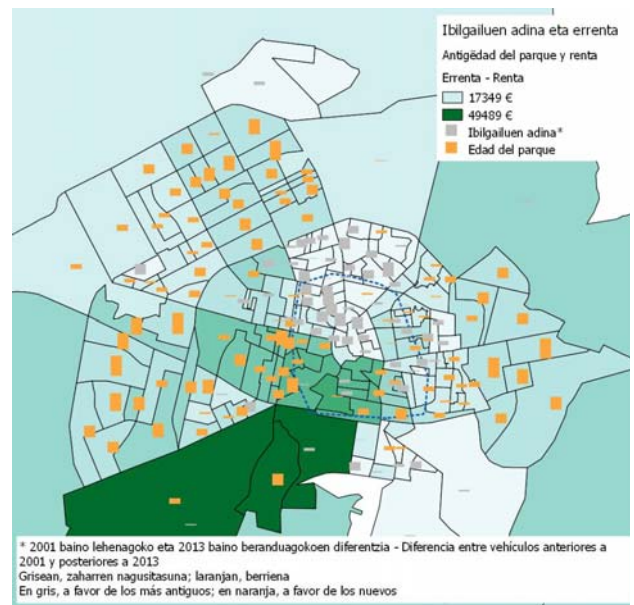 Ibilgailuen adina eta errenta
Antigëdad del parque y renta
Errenta - Renta
17349 €
49489 €
Ibilgailuen adina*
Edad del parque
* 2001 baino lehenagoko eta 2013 baino beranduagokoen diferentzia - Diferencia entre vehículos anteriores a
2001 y posteriores a 2013
Grisean, zaharren nagusitasuna; laranjan, berriena
En gris, a favor de los más antiguos; en naranja, a favor de los nuevos